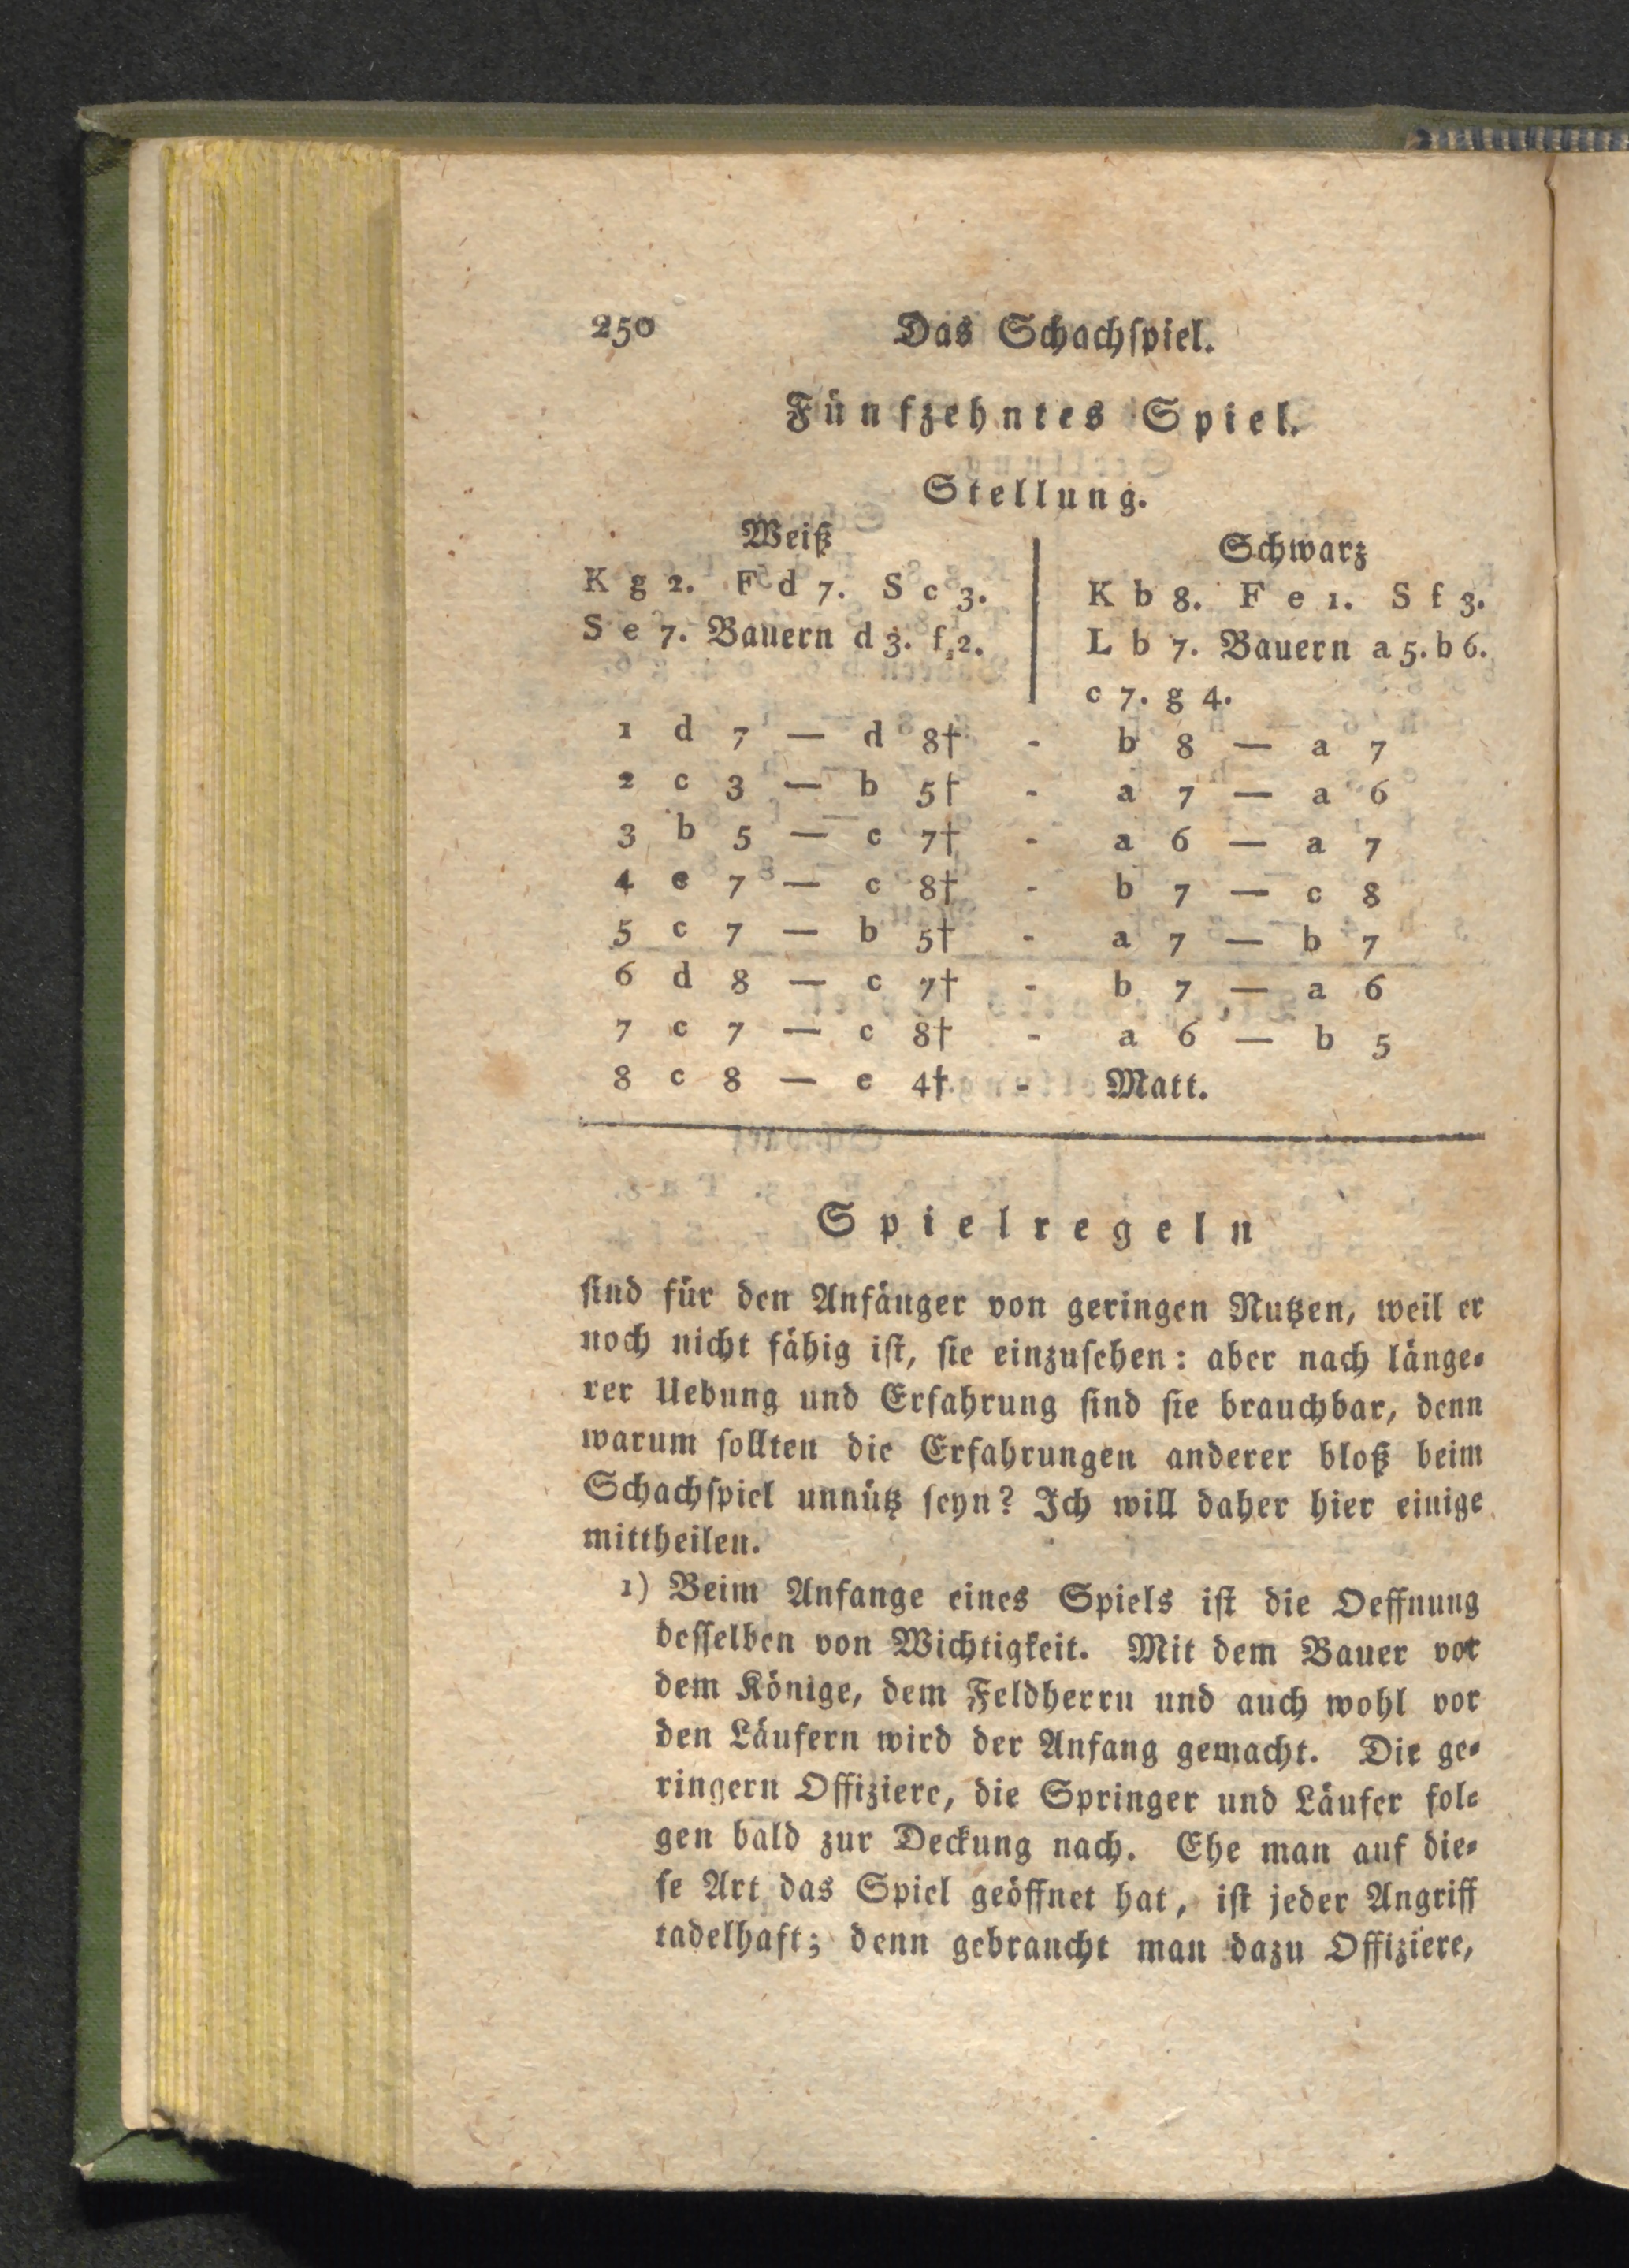 250 Das Schachſpiel.
Fünfzehntes Spiel.
Stellung.
Weiß
K g 2. F d 7. S c 3.
S e 7. Bauern d 3. f 2.
Schwarz
K b 8. F e 1. S f 3.
L b 7. Bauern a 5. b 6.
c 7. g 4.
1 d 7 — d 8† - b 8 — a 7
2 c 3 — b 5† - a 7 — a 6
3 b 5 — c 7† - a 6 — a 7
4 e 7 — c 8† - b 7 — c 8
5 c 7 — b 5† - a 7 — b 7
6 d 8 — c 7† - b 7 — a 6
7 c 7 — c 8† - a 6 — b 5
8 c 8 — e 4† - Matt.
Spielregeln
ſind für den Anfänger von geringen Nutzen, weil er
noch nicht fähig iſt, ſie einzuſehen: aber nach länge-
rer Uebung und Erfahrung ſind ſie brauchbar, denn
warum ſollten die Erfahrungen anderer bloß beim
Schachſpiel unnütz ſeyn? Ich will daher hier einige
mittheilen.
1) Beim Anfange eines Spiels iſt die Oeffnung
deſſelben von Wichtigkeit. Mit dem Bauer vor
dem Könige, dem Feldherrn und auch wohl vor
den Läufern wird der Anfang gemacht. Die ge-
ringern Offiziere, die Springer und Läufer fol-
gen bald zur Deckung nach. Ehe man auf die-
ſe Art das Spiel geöffnet hat, iſt jeder Angriff
tadelhaft; denn gebraucht man dazu Offiziere,